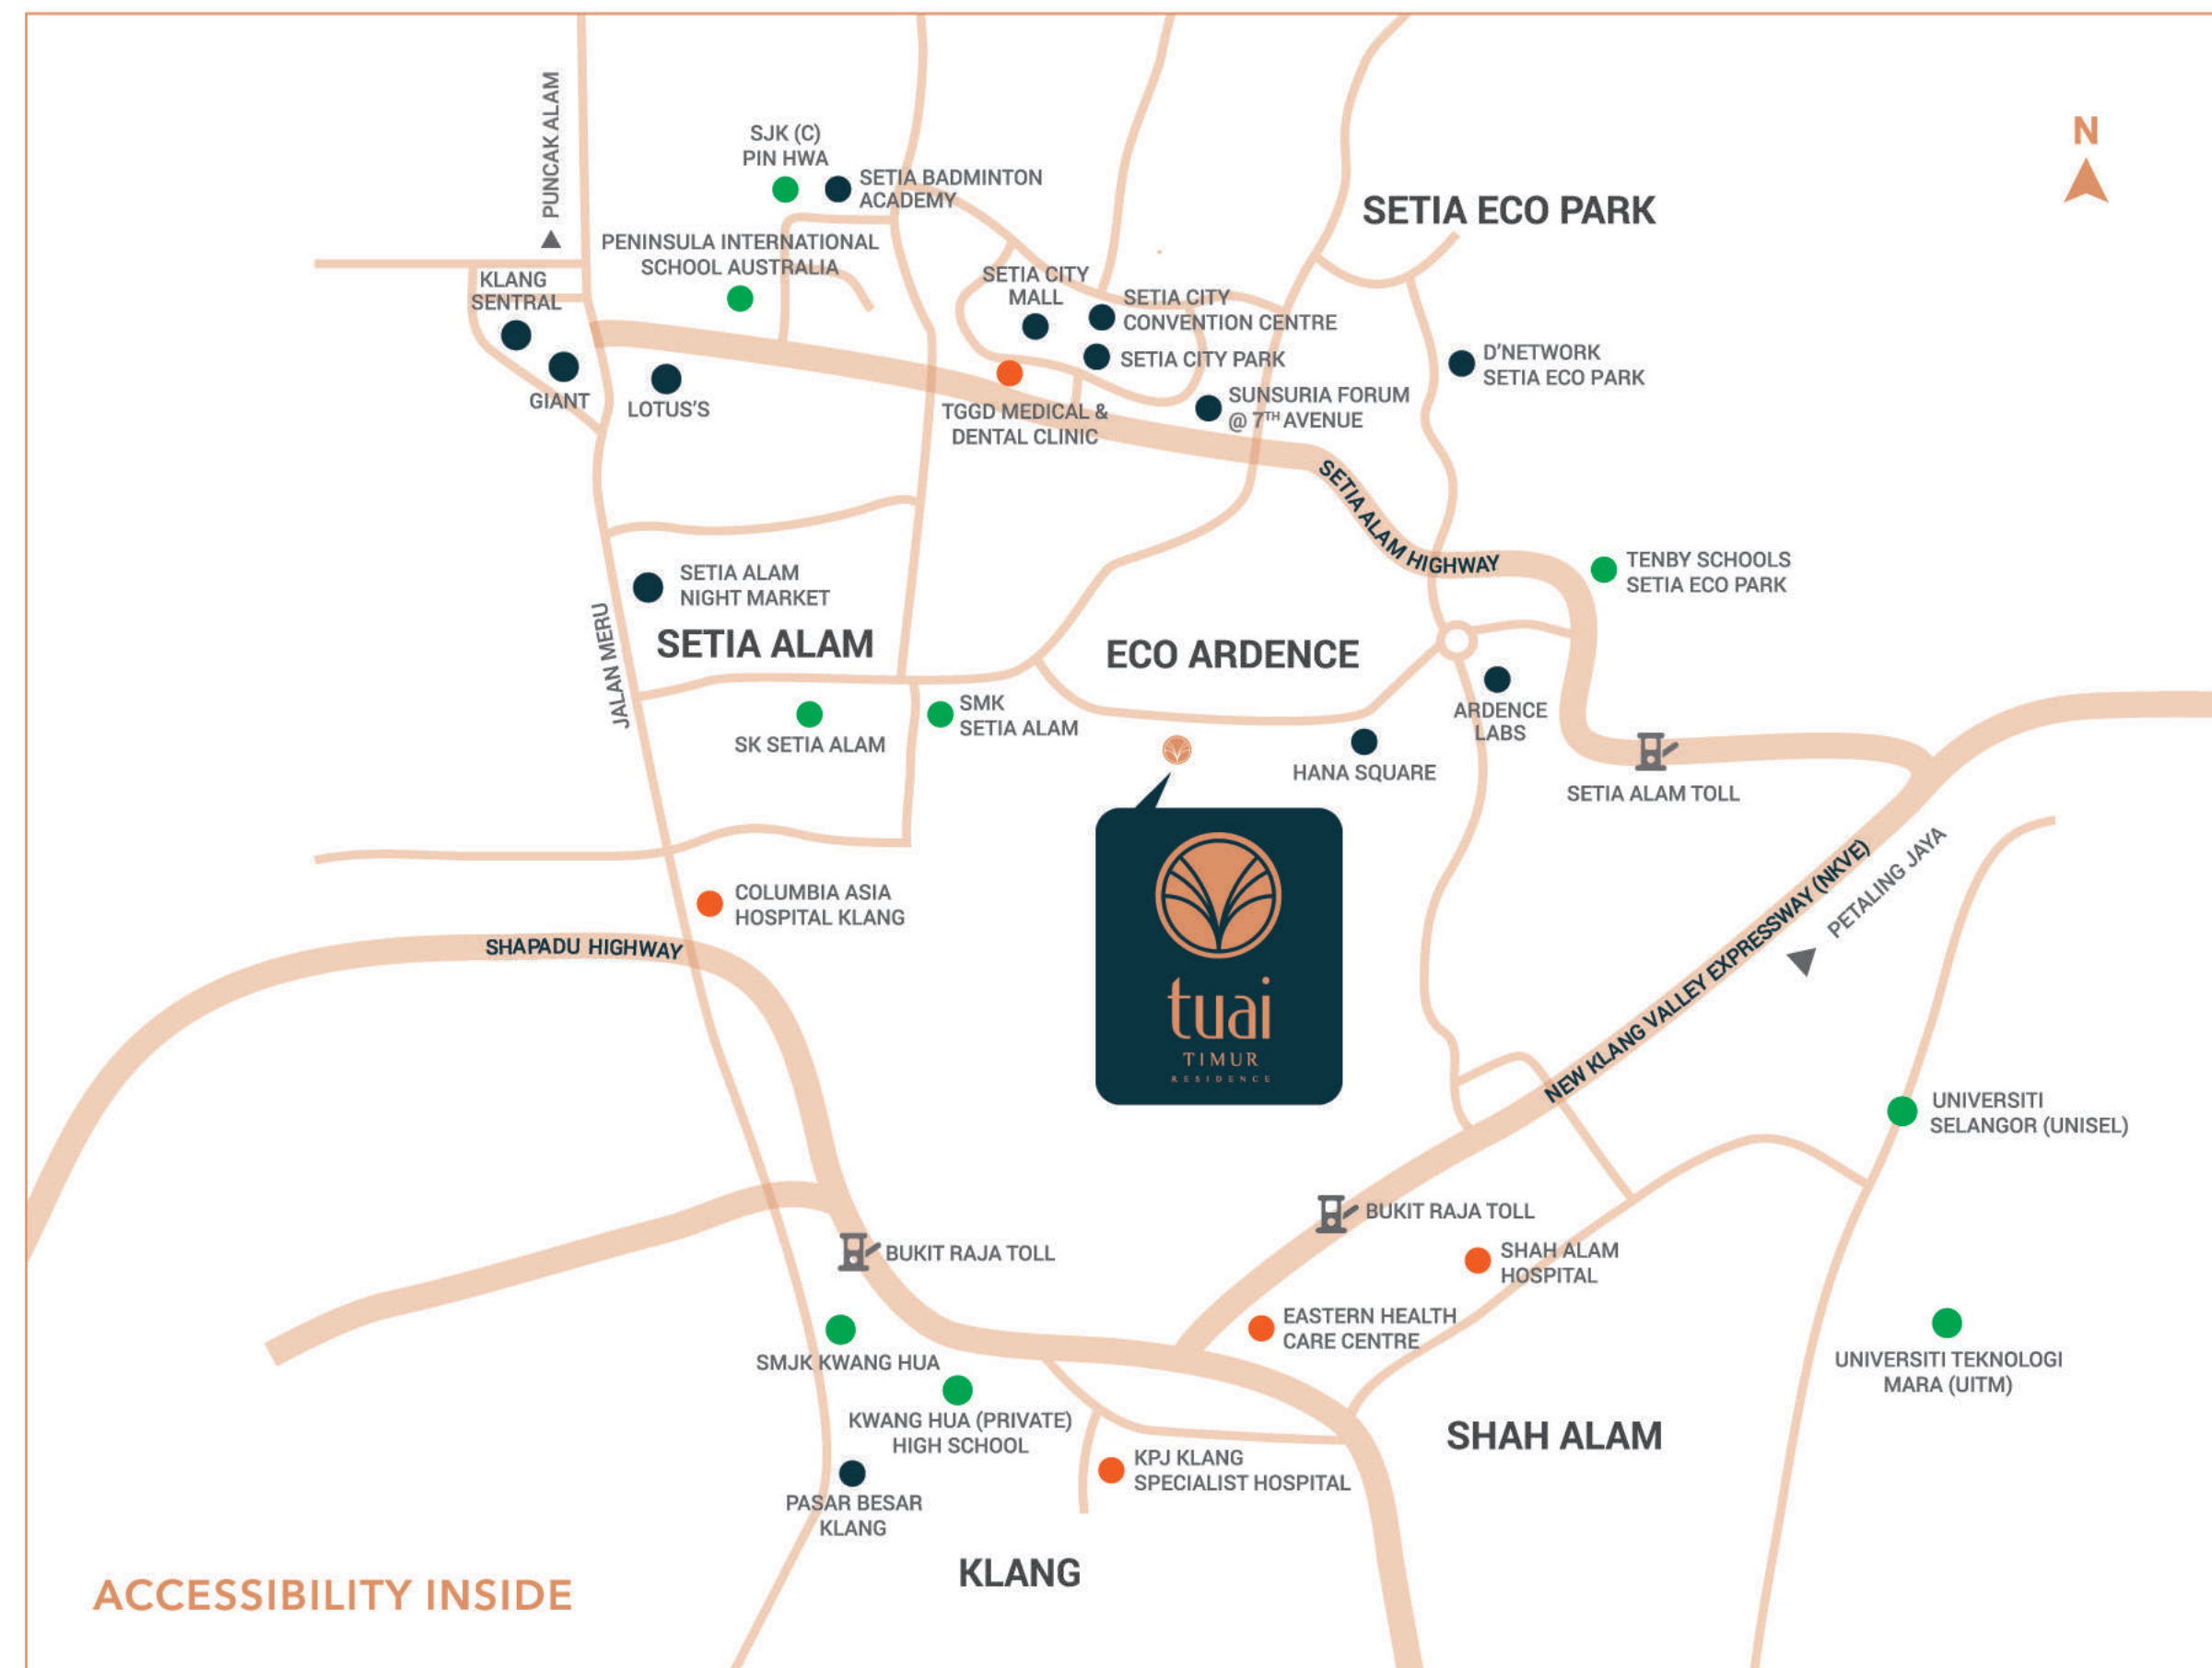 PUNCAK ALAM
N
SJK (C)
PIN HWA
SETIA BADMINTON
ACADEMY
SETIA ECO PARK
PENINSULA INTERNATIONAL
SCHOOL AUSTRALIA
KLANG
SENTRAL
SETIA CITY
MALL
SETIA CITY
CONVENTION CENTRE
SETIA CITY PARK
D'NETWORK
SETIA ECO PARK
GIANT
LOTUS'S
TGGD MEDICAL &
DENTAL CLINIC
SUNSURIA FORUM
@ 7TH AVENUE
SETIA ALAM HIGHWAY
TENBY SCHOOLS
SETIA ECO PARK
SETIA ALAM
NIGHT MARKET
JALAN MERU
SETIA ALAM
ECO ARDENCE
SK SETIA ALAM
SMK
SETIA ALAM
ARDENCE
LABS
HANA SQUARE
SETIA ALAM TOLL
tuai
TIMUR
RESIDENCE
COLUMBIA ASIA
HOSPITAL KLANG
SHAPADU HIGHWAY
NEW KLANG VALLEY EXPRESSWAY (NKVE)
PETALING JAYA
UNIVERSITI
SELANGOR (UNISEL)
BUKIT RAJA TOLL
BUKIT RAJA TOLL
SHAH ALAM
HOSPITAL
EASTERN HEALTH
CARE CENTRE
SMJK KWANG HUA
UNIVERSITI TEKNOLOGI
MARA (UITM)
KWANG HUA (PRIVATE)
HIGH SCHOOL
SHAH ALAM
KPJ KLANG
SPECIALIST HOSPITAL
PASAR BESAR
KLANG
KLANG
ACCESSIBILITY INSIDE